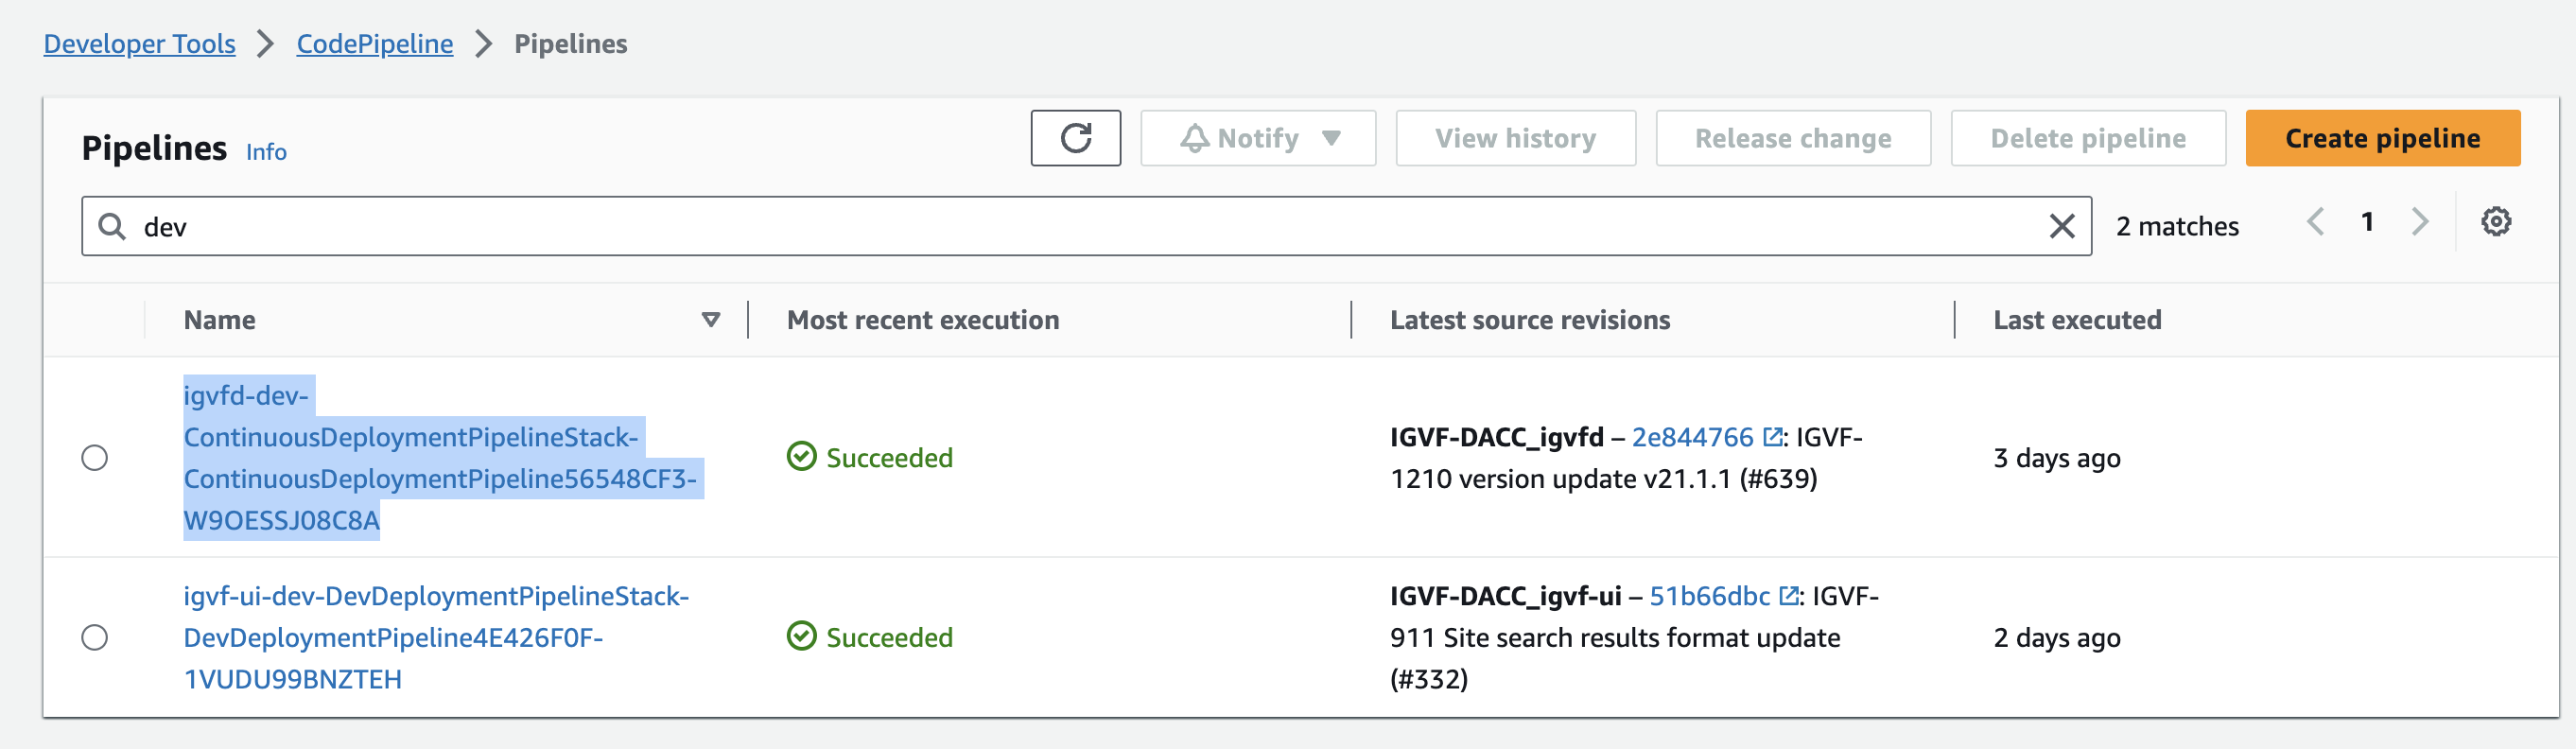 Developer Tools > CodePipeline > Pipelines
Pipelines Info Notify View history Release change Delete pipeline Create pipeline
dev 2 matches 1
Name Most recent execution Latest source revisions Last executed
igvfd-dev-
ContinuousDeploymentPipelineStack-
ContinuousDeploymentPipeline56548CF3-
W9OESSJ08C8A
Succeeded
IGVF-DACC_igvfd – 2e844766: IGVF-
1210 version update v21.1.1 (#639)
3 days ago
igvf-ui-dev-DevDeploymentPipelineStack-
DevDeploymentPipeline4E426F0F-
1VUDU99BNZTEH
Succeeded
IGVF-DACC_igvf-ui – 51b66dbc: IGVF-
911 Site search results format update
(#332)
2 days ago